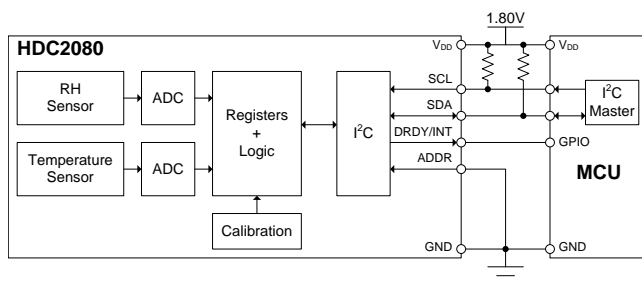 1.80V
HDC2080
VDD
VDD
RH
Sensor
ADC
Registers
+
Logic
I²C
SCL
SDA
DRDY/INT
ADDR
I²C
Master
GPIO
MCU
Temperature
Sensor
ADC
Calibration
GND
GND